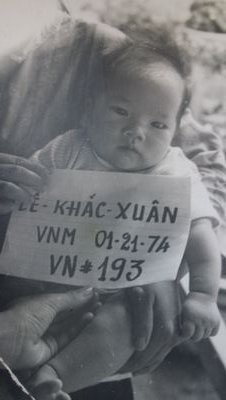 LÊ-KHẮC-XUÂN
VNM 01-21-74
VN# 193